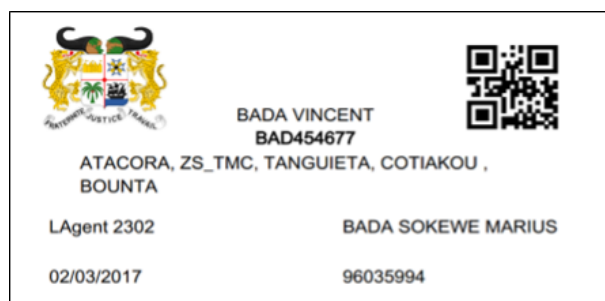 FRATERNITE JUSTICE TRAVAIL
BADA VINCENT
BAD454677
ATACORA, ZS_TMC, TANGUIETA, COTIAKOU ,
BOUNTA
LAgent 2302 BADA SOKEWE MARIUS
02/03/2017 96035994